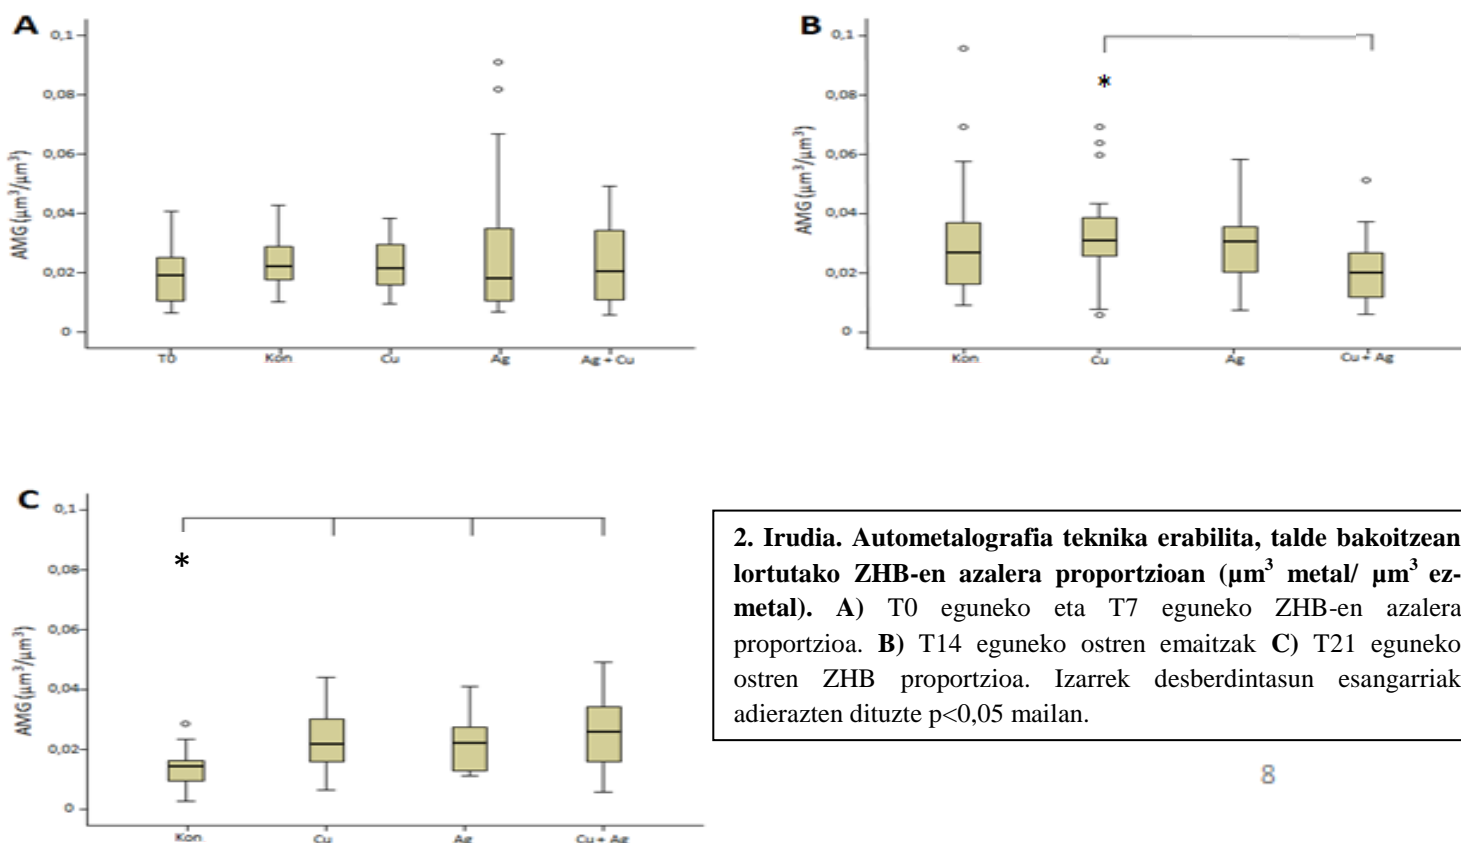 A
0,1
0,08
0,06
0,04
0,02
0
AMG (µm³/µm³)
T0 Kon Cu Ag Ag + Cu
B
0,1
0,08
0,06
0,04
0,02
0
AMG (µm³/µm³)
*
Kon Cu Ag Cu + Ag
C
0,1
0,08
0,06
0,04
0,02
0
AMG (µm³/µm³)
*
Kon Cu Ag Cu + Ag
2. Irudia. Autometalografia teknika erabilita, talde bakoitzean
lortutako ZHB-en azalera proportzioan (µm³ metal/ µm³ ez-
metal). A) T0 eguneko eta T7 eguneko ZHB-en azalera
proportzioa. B) T14 eguneko ostren emaitzak C) T21 eguneko
ostren ZHB proportzioa. Izarrek desberdintasun esangarriak
adierazten dituzte p<0,05 mailan.
8